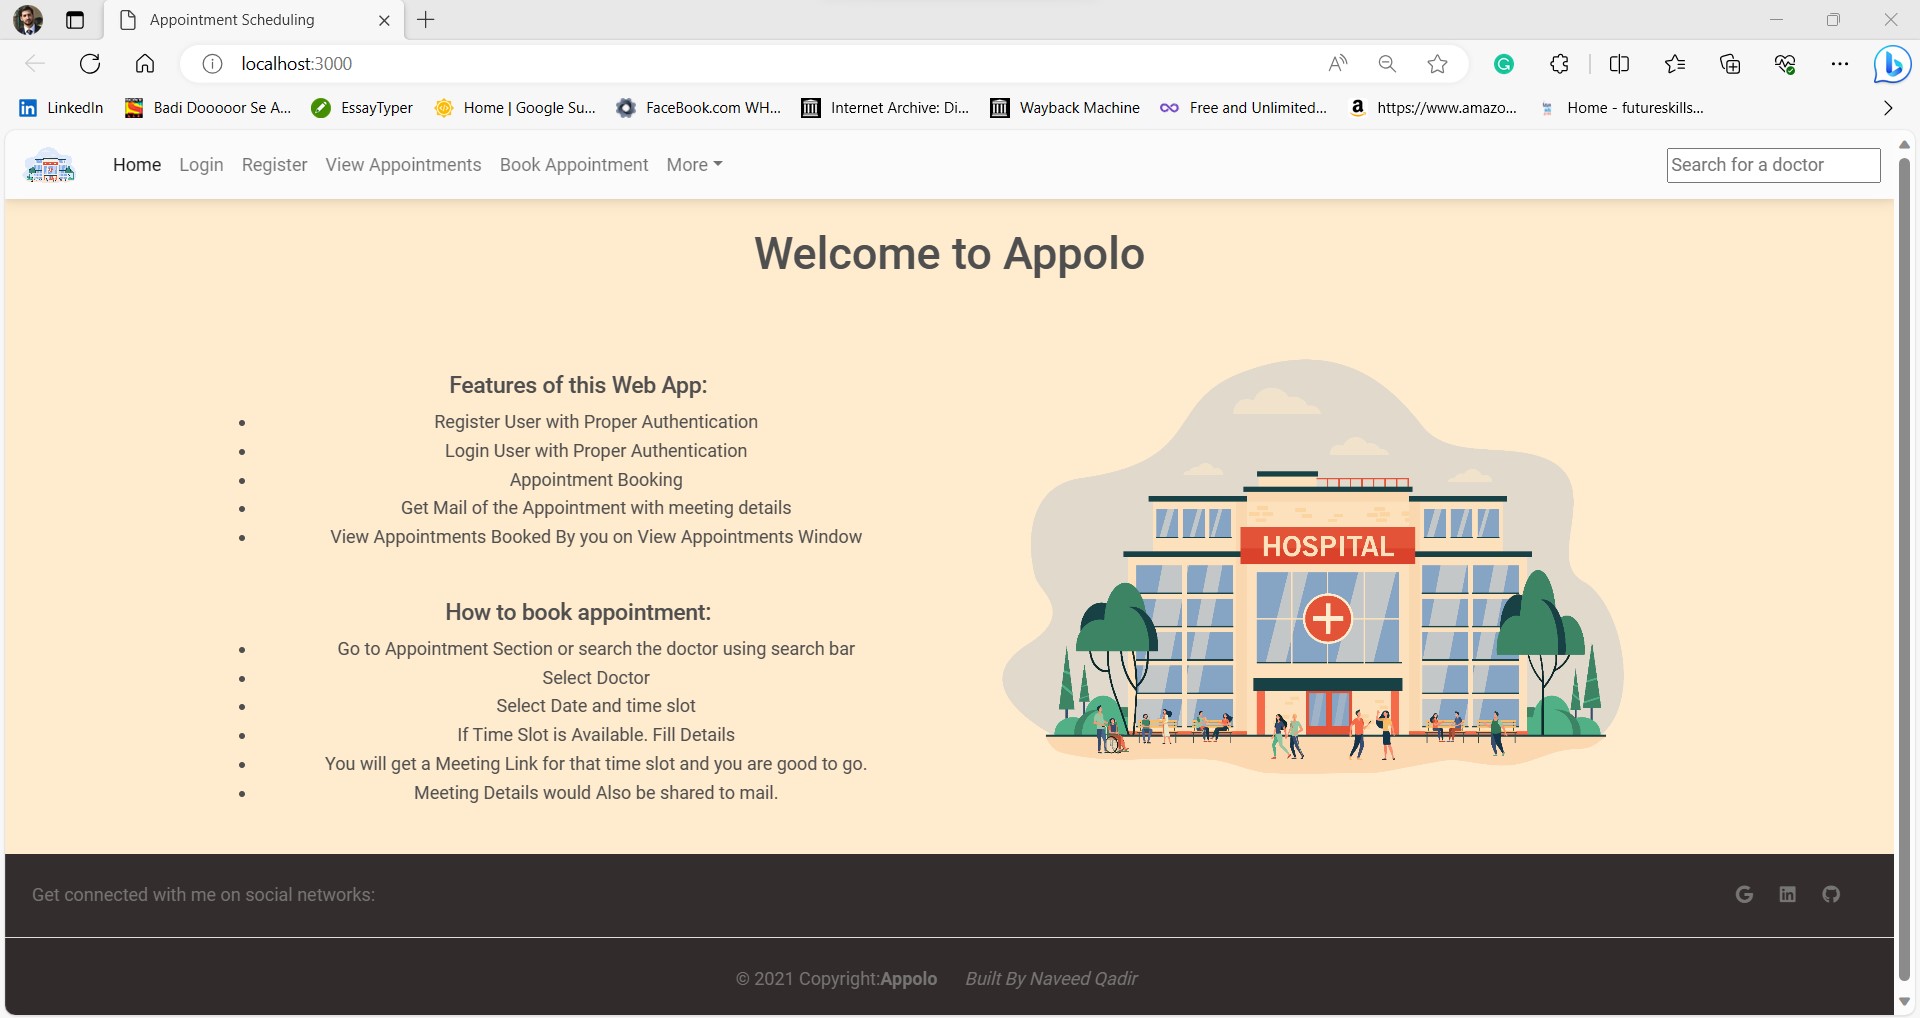 Appointment Scheduling
localhost:3000
LinkedIn Badi Dooooor Se A... EssayTyper Home | Google Su... FaceBook.com WH... Internet Archive: Di... Wayback Machine Free and Unlimited... https://www.amazo... Home - futureskills...
Home Login Register View Appointments Book Appointment More Search for a doctor
Welcome to Appolo
Features of this Web App:
Register User with Proper Authentication
Login User with Proper Authentication
Appointment Booking
Get Mail of the Appointment with meeting details
View Appointments Booked By you on View Appointments Window
How to book appointment:
Go to Appointment Section or search the doctor using search bar
Select Doctor
Select Date and time slot
If Time Slot is Available. Fill Details
You will get a Meeting Link for that time slot and you are good to go.
Meeting Details would Also be shared to mail.
HOSPITAL
Get connected with me on social networks:
© 2021 Copyright:Appolo Built By Naveed Qadir